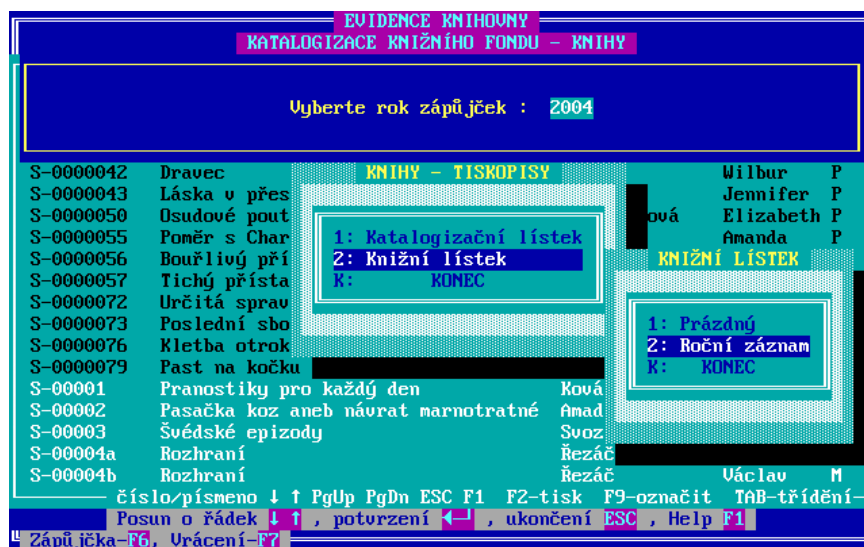 EVIDENCE KNIHOVNY
KATALOGIZACE KNIŽNÍHO FONDU - KNIHY
Vyberte rok zápůjček : 2004
S-0000042 Dravec KNIHY - TISKOPISY Wilbur P
S-0000043 Láska v přes Jennifer P
S-0000050 Osudové pout ová Elizabeth P
S-0000055 Poměr s Char 1: Katalogizační lístek Amanda P
S-0000056 Bouřlivý pří 2: Knižní lístek KNIŽNÍ LÍSTEK
S-0000057 Tichý přísta K: KONEC
S-0000072 Určitá sprav
S-0000073 Poslední sbo 1: Prázdný
S-0000076 Kletba otrok 2: Roční záznam
S-0000079 Past na kočku K: KONEC
S-00001 Pranostiky pro každý den Ková
S-00002 Pasačka koz aneb návrat marnotratné Amad
S-00003 Švédské epizody Svoz
S-00004a Rozhraní Řezáč
S-00004b Rozhraní Řezáč Václav M
číslo/písmeno ↓ ↑ PgUp PgDn ESC F1 F2-tisk F9-označit TAB-třídění
Posun o řádek ↓ ↑ , potvrzení ◄─┘ , ukončení ESC , Help F1
Zápůjčka-F6, Vrácení-F7